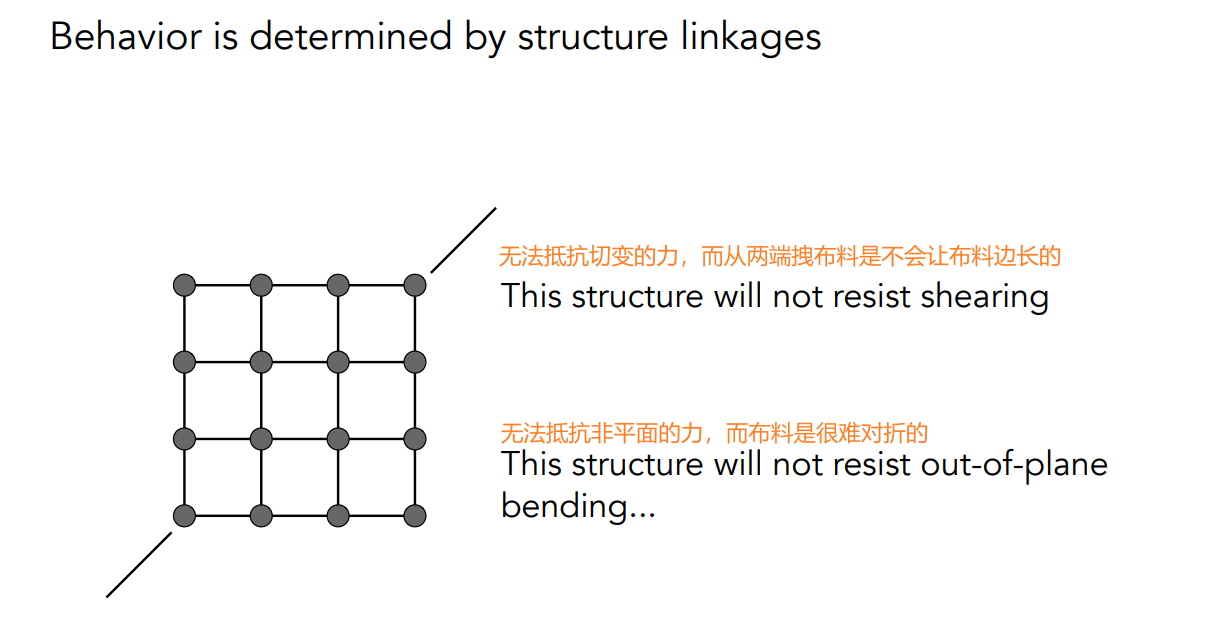 Behavior is determined by structure linkages
无法抵抗切变的力，而从两端拽布料是不会让布料边长的
This structure will not resist shearing
无法抵抗非平面的力，而布料是很难对折的
This structure will not resist out-of-plane
bending...